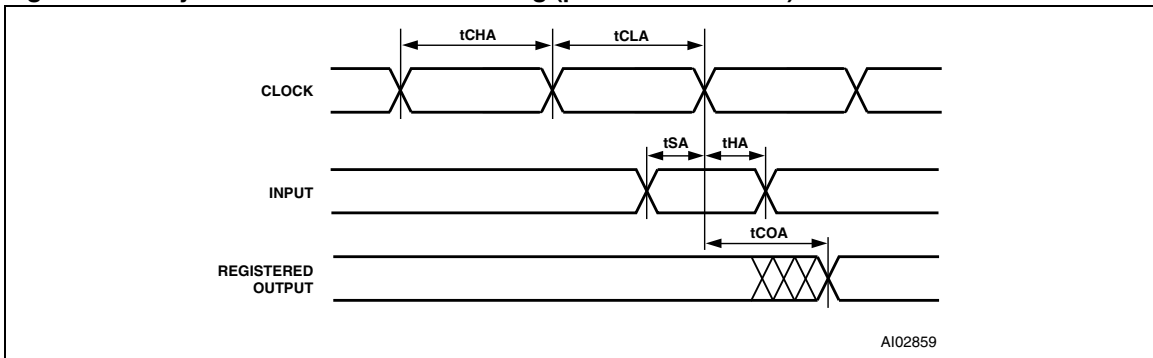 tCHA tCLA
CLOCK
tSA tHA
INPUT
tCOA
REGISTERED
OUTPUT
AI02859